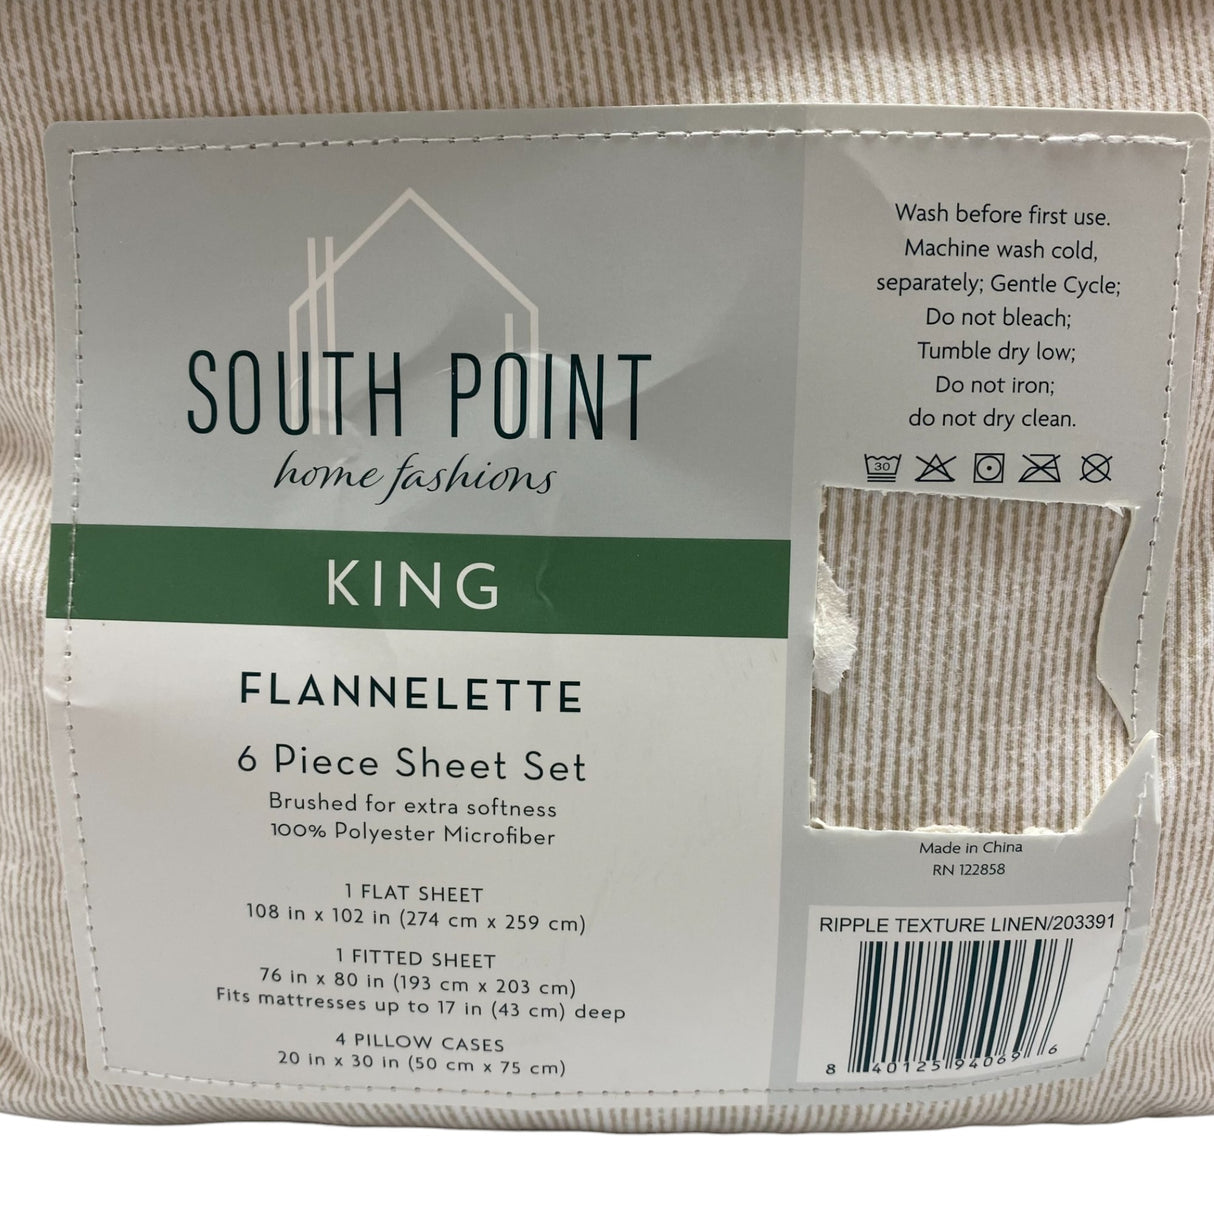 SOUTH POINT
home fashions
KING
FLANNELETTE
6 Piece Sheet Set
Brushed for extra softness
100% Polyester Microfiber
1 FLAT SHEET
108 in x 102 in (274 cm x 259 cm)
1 FITTED SHEET
76 in x 80 in (193 cm x 203 cm)
Fits mattresses up to 17 in (43 cm) deep
4 PILLOW CASES
20 in x 30 in (50 cm x 75 cm)
Wash before first use.
Machine wash cold,
separately; Gentle Cycle;
Do not bleach;
Tumble dry low;
Do not iron;
do not dry clean.
30
Made in China
RN 122858
RIPPLE TEXTURE LINEN/203391
8 40125 94069 6